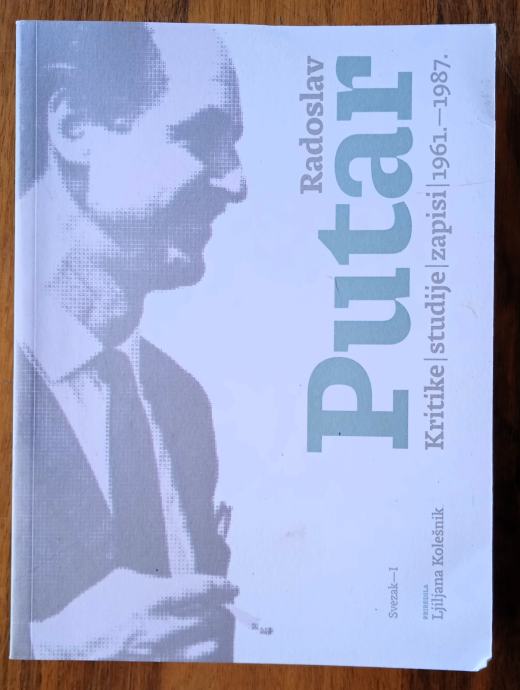 Radoslav
Putar
Kritike|studije|zapisi|1961.—1987.
Svezak—I
PRIREDILA
Ljiljana Kolešnik